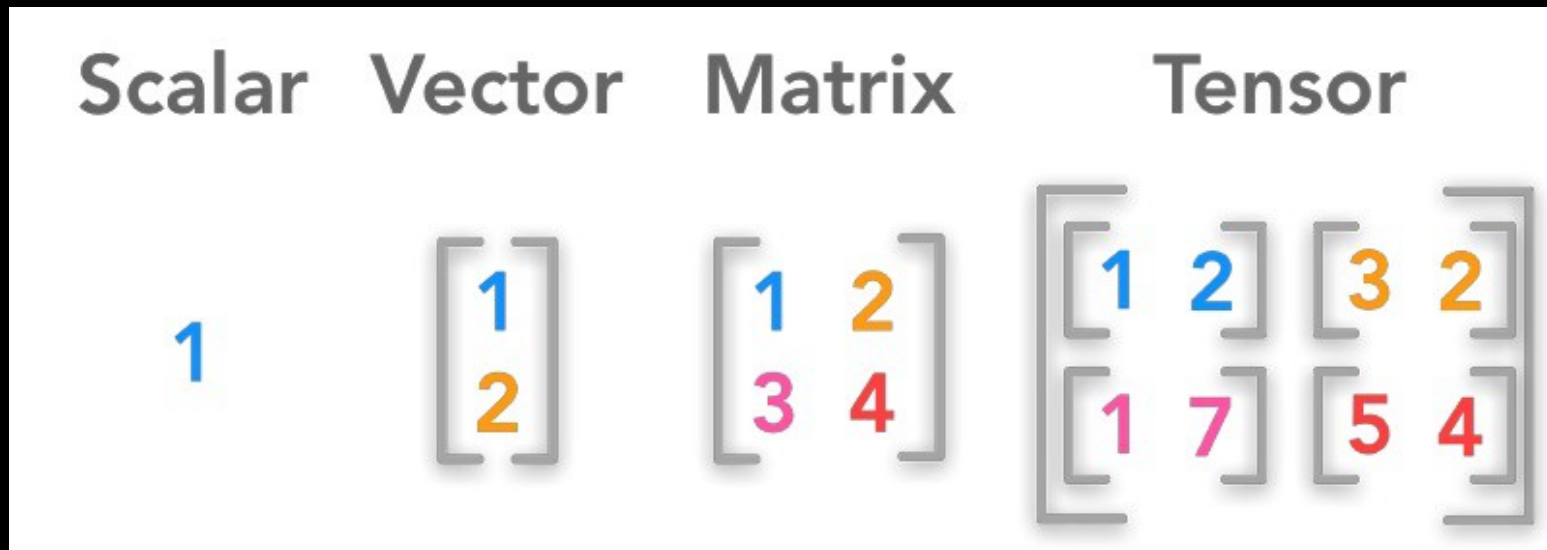 Scalar Vector Matrix Tensor
1 2 3 2
1 1 2
1
2 3 4
1 7 5 4